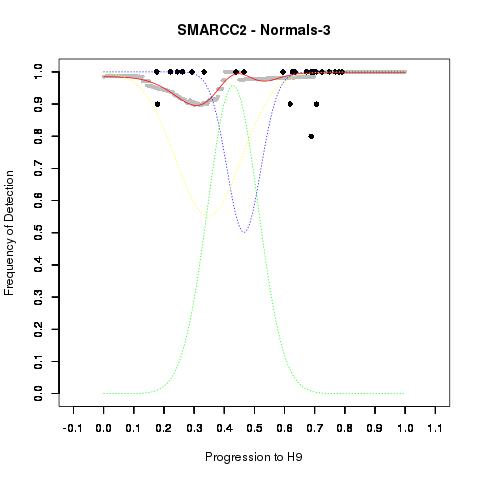 SMARCC2 - Normals-3
Frequency of Detection
1.0
0.9
0.8
0.7
0.6
0.5
0.4
0.3
0.2
0.1
0.0
-0.1 0.0 0.1 0.2 0.3 0.4 0.5 0.6 0.7 0.8 0.9 1.0 1.1
Progression to H9